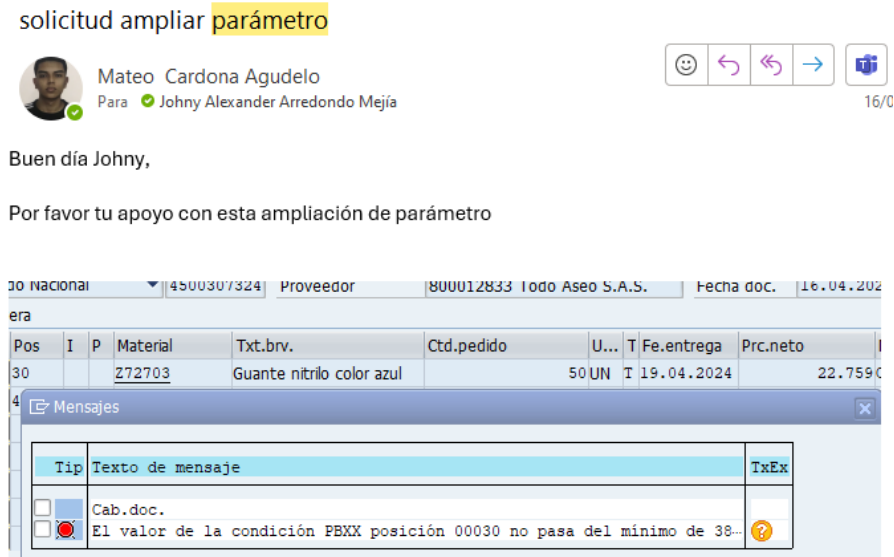 solicitud ampliar parámetro
Mateo Cardona Agudelo
Para Johny Alexander Arredondo Mejía
16/0
Buen día Johny,
Por favor tu apoyo con esta ampliación de parámetro
do Nacional 4500307324 Proveedor 800012833 Todo Aseo S.A.S. Fecha doc. 16.04.202
era
Pos I P Material Txt.brv. Ctd.pedido U... T Fe.entrega Prc.neto
30 Z72703 Guante nitrilo color azul 50 UN T 19.04.2024 22.759
4 Mensajes
Tip Texto de mensaje TxEx
Cab.doc.
El valor de la condición PBXX posición 00030 no pasa del mínimo de 38...